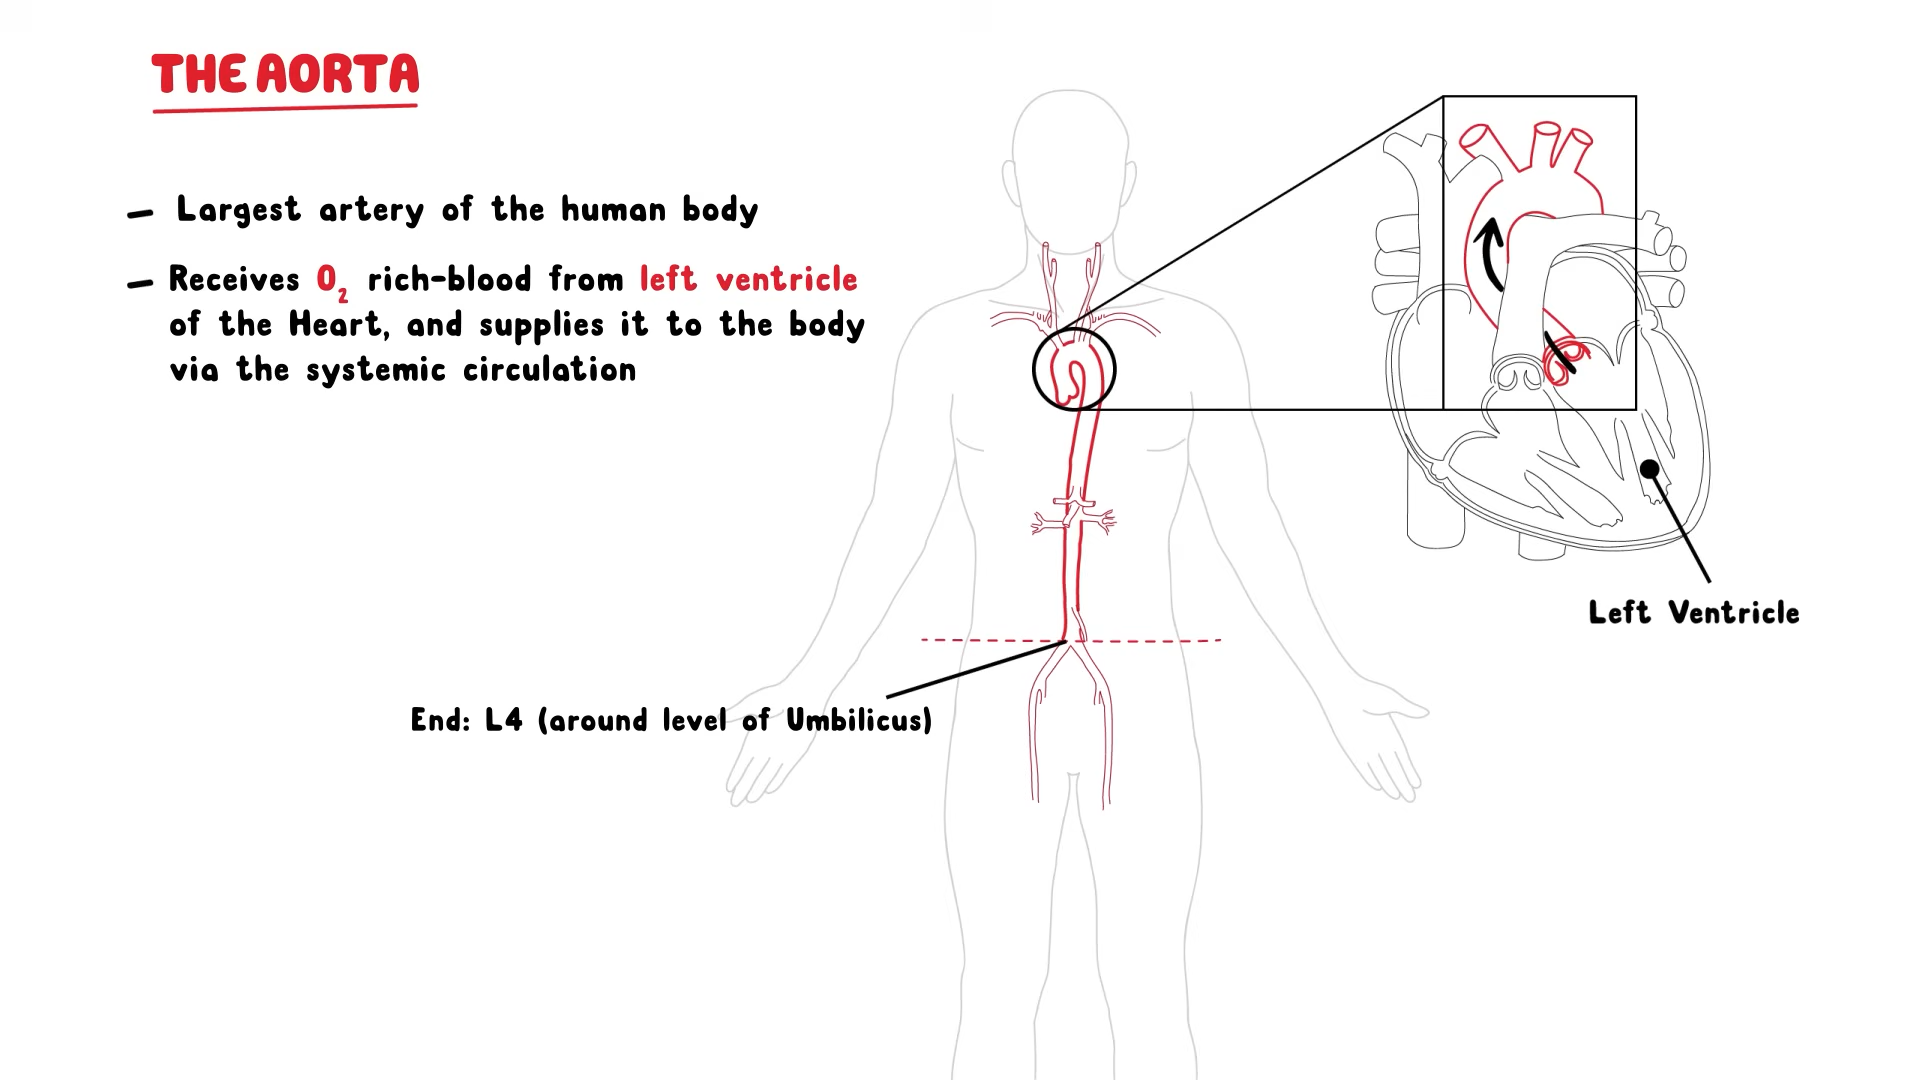 THE AORTA
– Largest artery of the human body
– Receives O₂ rich-blood from left ventricle
of the Heart, and supplies it to the body
via the systemic circulation
Left Ventricle
End: L4 (around level of Umbilicus)